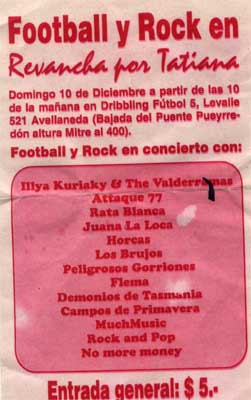 Football y Rock en
Revancha por Tatiana
Domingo 10 de Diciembre a partir de las 10
de la mañana en Dribbling Fútbol 5, Levalle
521 Avellaneda (Bajada del Puente Pueyrre-
dón altura Mitre al 400).
Football y Rock en concierto con:
Illya Kuriaky & The Valderramas
Attaque 77
Rata Blanca
Juana La Loca
Horcas
Los Brujos
Peligrosos Gorriones
Flema
Demonios de Tasmania
Campos de Primavera
MuchMusic
Rock and Pop
No more money
Entrada general: $ 5.-